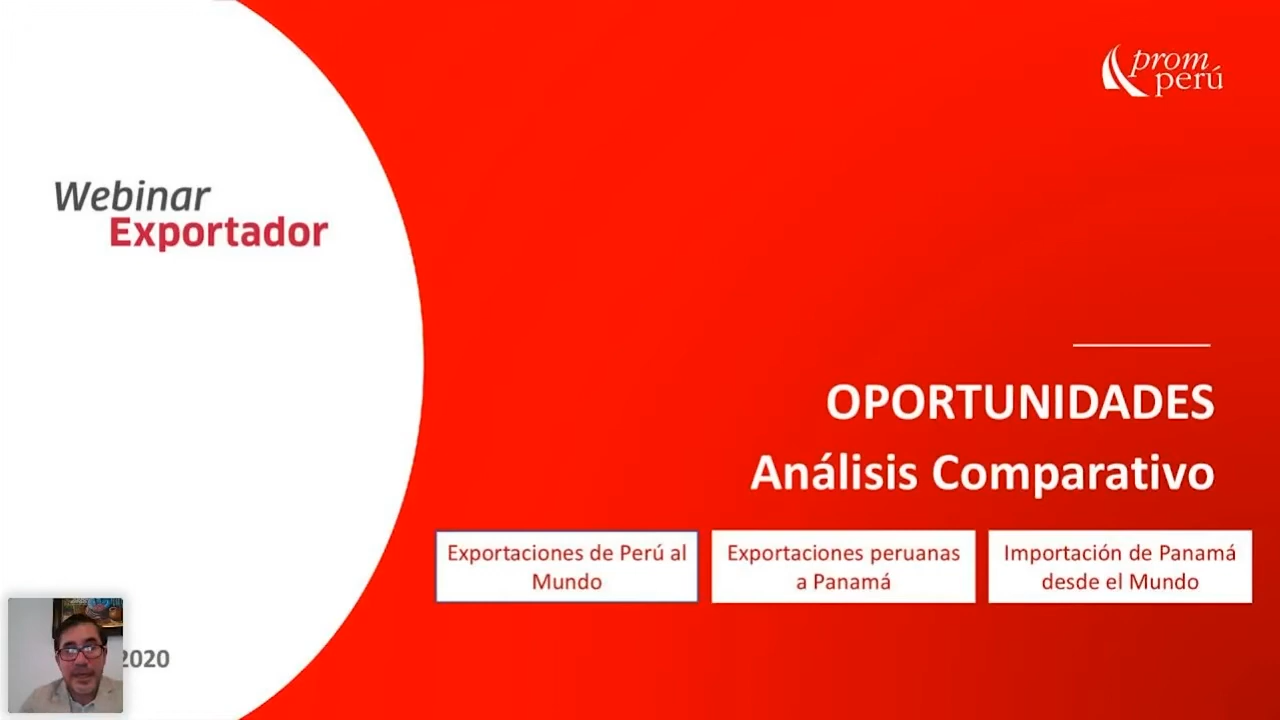 prom
perú
Webinar
Exportador
OPORTUNIDADES
Análisis Comparativo
Exportaciones de Perú al
Mundo
Exportaciones peruanas
a Panamá
Importación de Panamá
desde el Mundo
2020